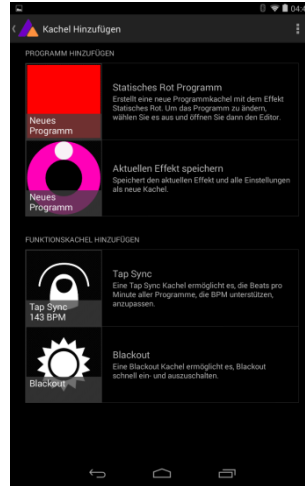 04:4
Kachel Hinzufügen
PROGRAMM HINZUFÜGEN
Neues
Programm
Statisches Rot Programm
Erstellt eine neue Programmkachel mit dem Effekt
Statisches Rot. Um das Programm zu ändern,
wählen Sie es aus und öffnen Sie dann den Editor.
Neues
Programm
Aktuellen Effekt speichern
Speichert den aktuellen Effekt und alle Einstellungen
als neue Kachel.
FUNKTIONSKACHEL HINZUFÜGEN
Tap Sync
143 BPM
Tap Sync
Eine Tap Sync Kachel ermöglicht es, die Beats pro
Minute aller Programme, die BPM unterstützen,
anzupassen.
Blackout
Blackout
Eine Blackout Kachel ermöglicht es, Blackout
schnell ein- und auszuschalten.